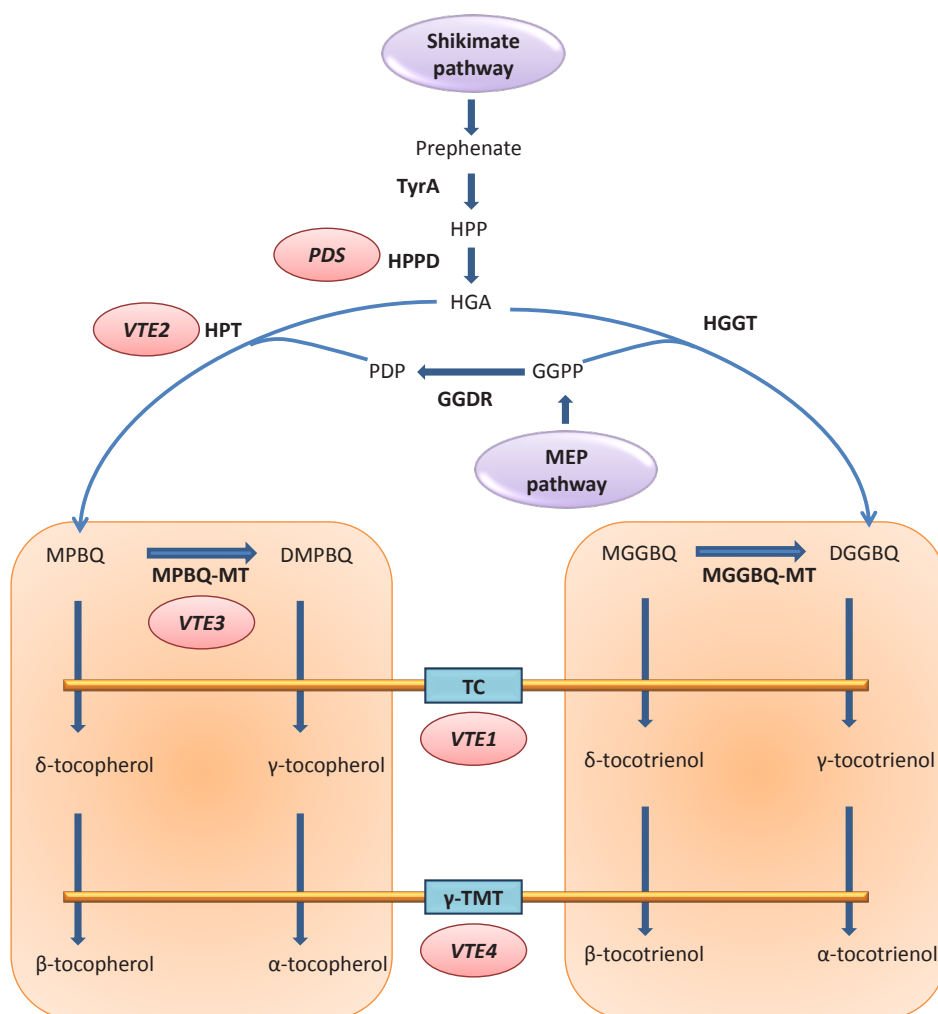 Shikimate
pathway
Prephenate
TyrA
HPP
PDS
HPPD
HGA
VTE2
HPT
HGGT
PDP
GGPP
GGDR
MEP
pathway
MPBQ
DMPBQ
MPBQ-MT
VTE3
MGGBQ
DGGBQ
MGGBQ-MT
TC
VTE1
δ-tocopherol
γ-tocopherol
δ-tocotrienol
γ-tocotrienol
γ-TMT
VTE4
β-tocopherol
α-tocopherol
β-tocotrienol
α-tocotrienol